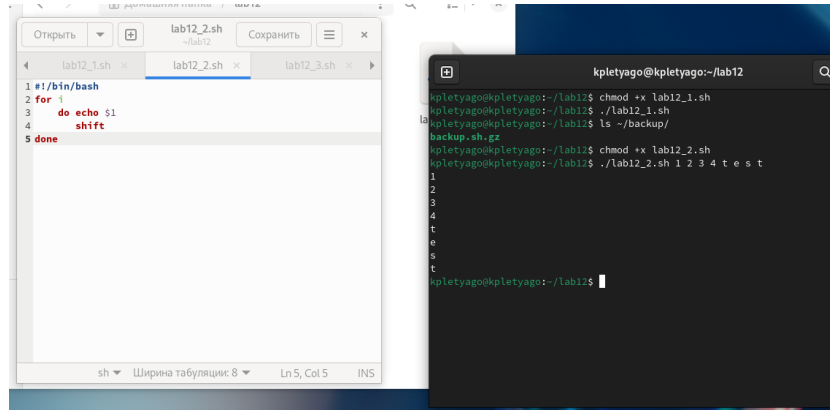 Домашняя папка / lab12
Открыть
lab12_2.sh
~/lab12
Сохранить
lab12_1.sh ×
lab12_2.sh ×
lab12_3.sh ×
1 #!/bin/bash
2 for i
3 do echo $1
4 shift
5 done
sh
Ширина табуляции: 8
Ln 5, Col 5
INS
kpletyago@kpletyago:~/lab12
kpletyago@kpletyago:~/lab12$ chmod +x lab12_1.sh
kpletyago@kpletyago:~/lab12$ ./lab12_1.sh
kpletyago@kpletyago:~/lab12$ ls ~/backup/
backup.sh.gz
kpletyago@kpletyago:~/lab12$ chmod +x lab12_2.sh
kpletyago@kpletyago:~/lab12$ ./lab12_2.sh 1 2 3 4 t e s t
1
2
3
4
t
e
s
t
kpletyago@kpletyago:~/lab12$